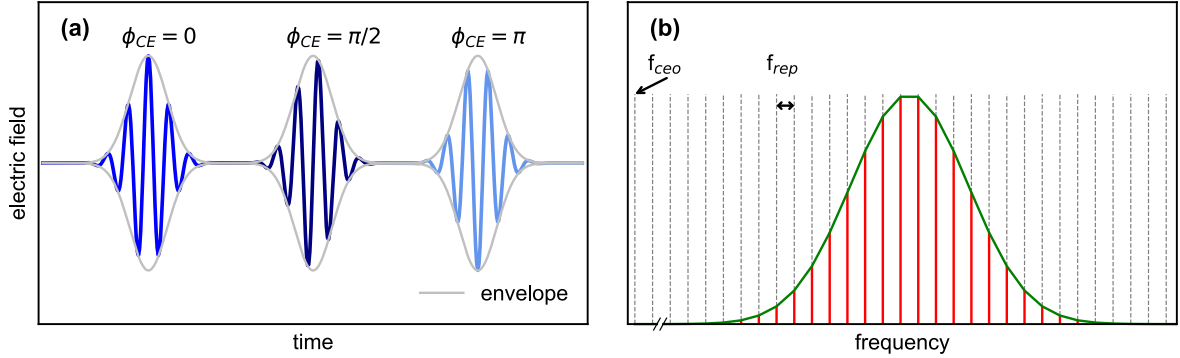 (a)
ϕCE = 0
ϕCE = π/2
ϕCE = π
electric field
envelope
time
(b)
fceo
frep
frequency